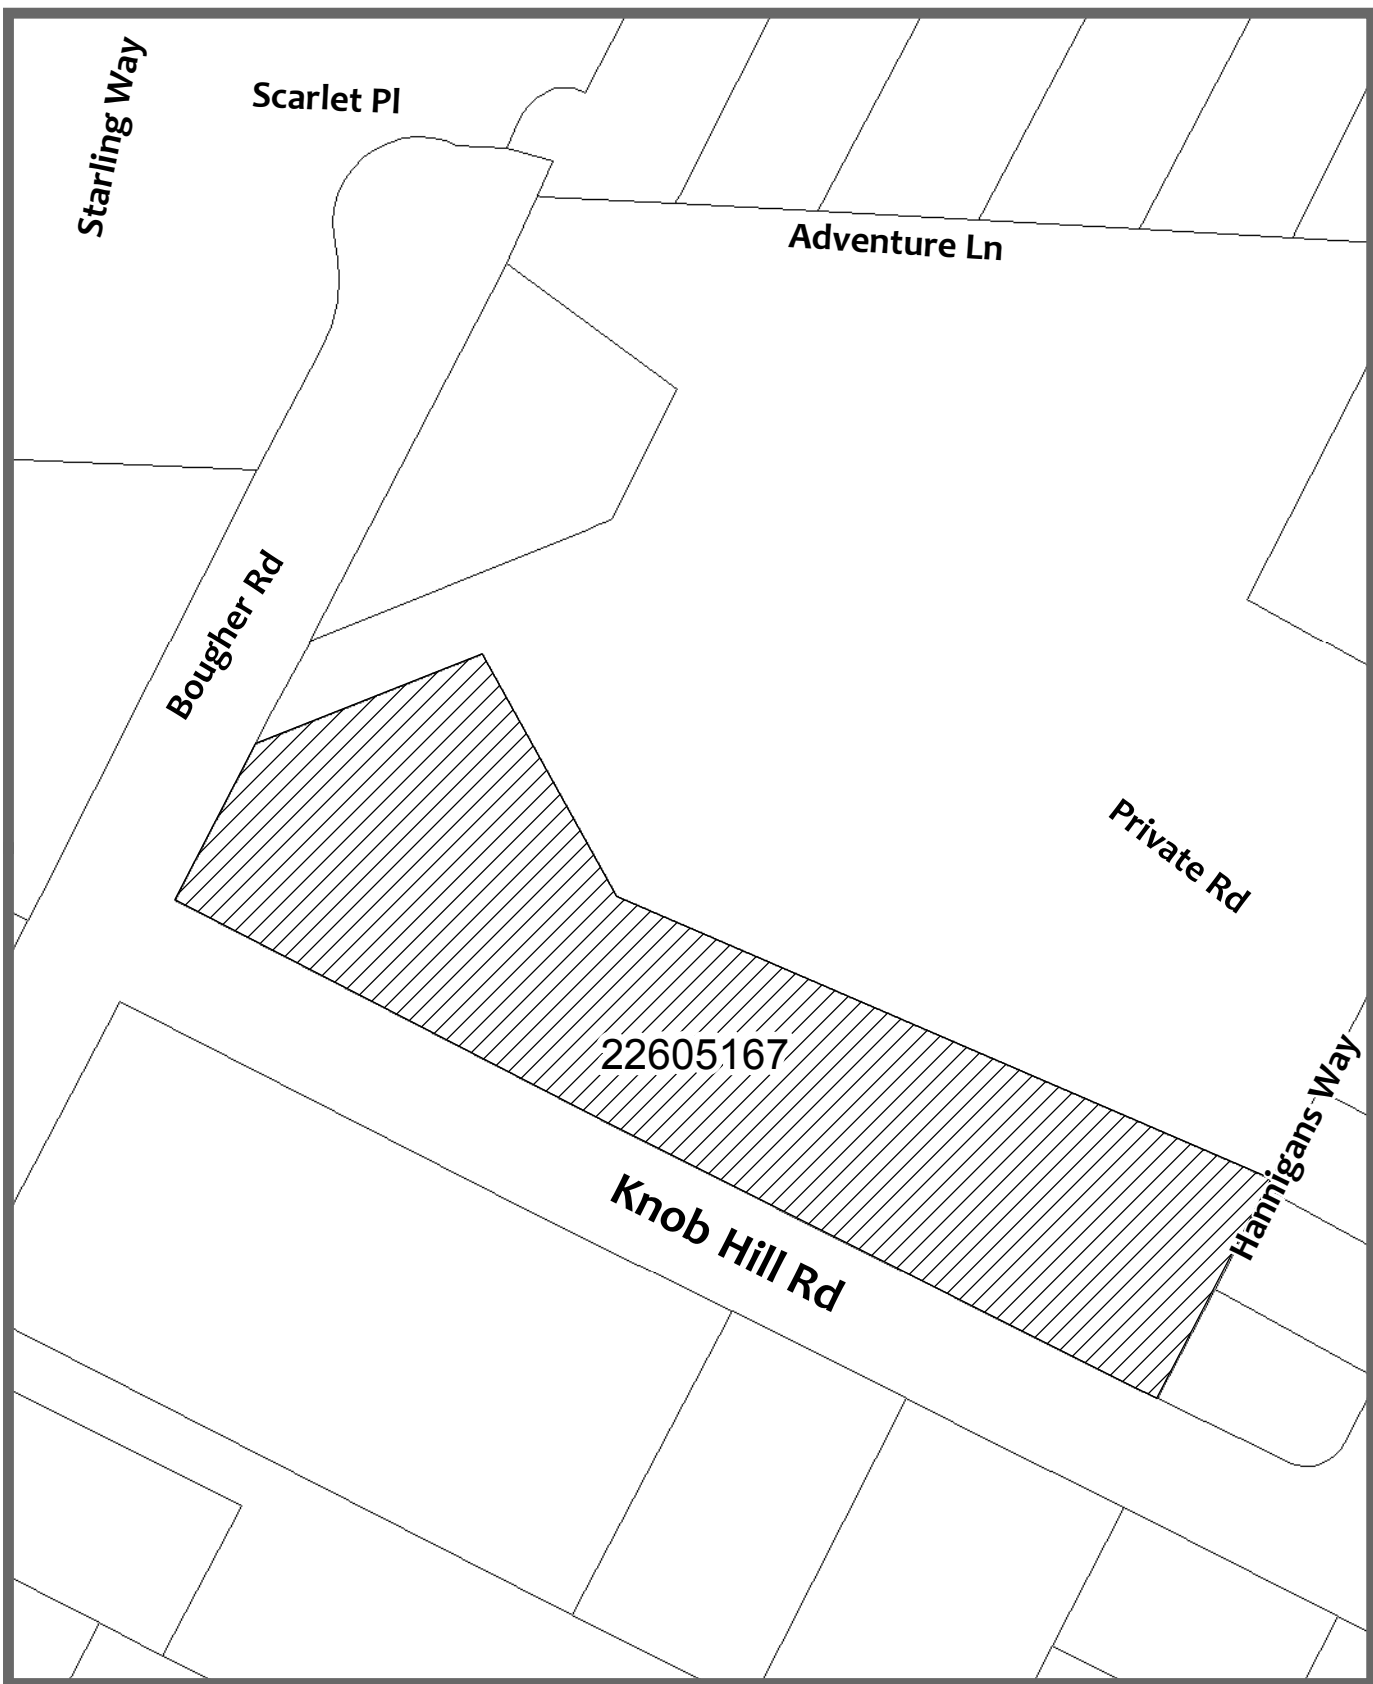 Starling Way
Scarlet Pl
Adventure Ln
Bougher Rd
Private Rd
22605167
Hannigans Way
Knob Hill Rd